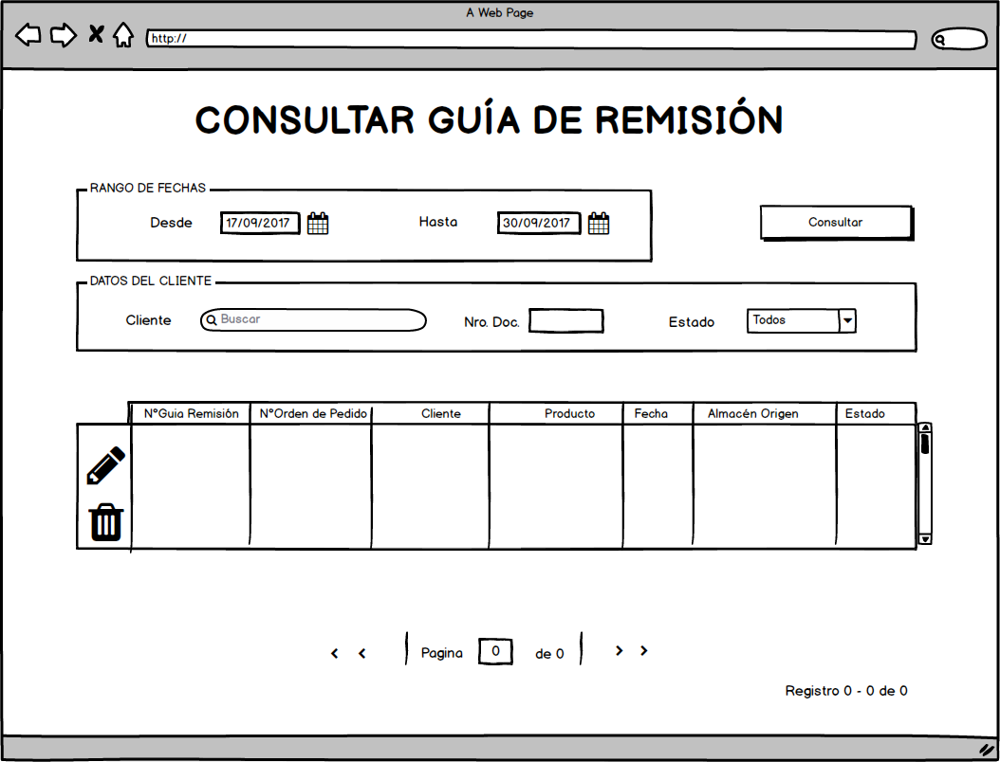 A Web Page
http://
CONSULTAR GUÍA DE REMISIÓN
RANGO DE FECHAS
Desde 17/09/2017 Hasta 30/09/2017
Consultar
DATOS DEL CLIENTE
Cliente Buscar Nro. Doc. Estado Todos
N°Guia Remisión N°Orden de Pedido Cliente Producto Fecha Almacén Origen Estado
Pagina 0 de 0
Registro 0 - 0 de 0